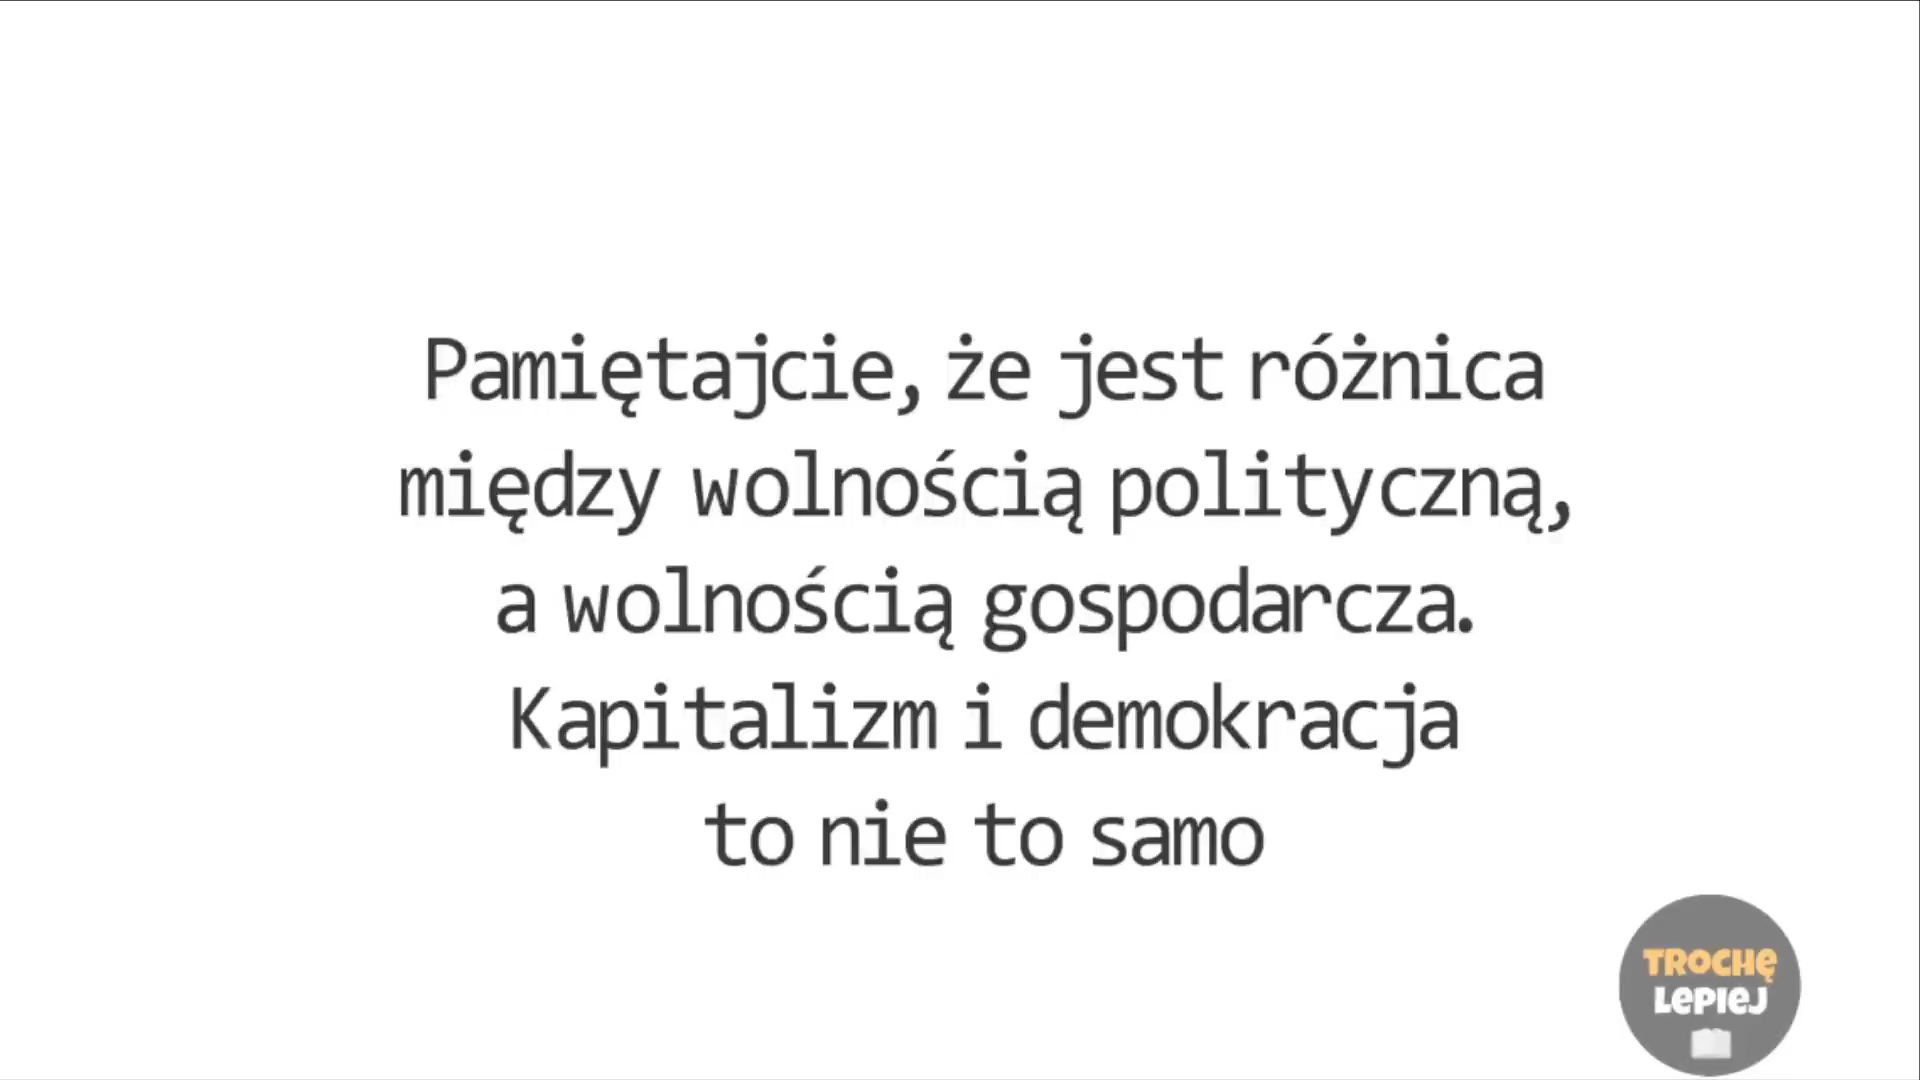 Pamiętajcie, że jest różnica
między wolnością polityczną,
a wolnością gospodarcza.
Kapitalizm i demokracja
to nie to samo
TROCHĘ
LePIeJ